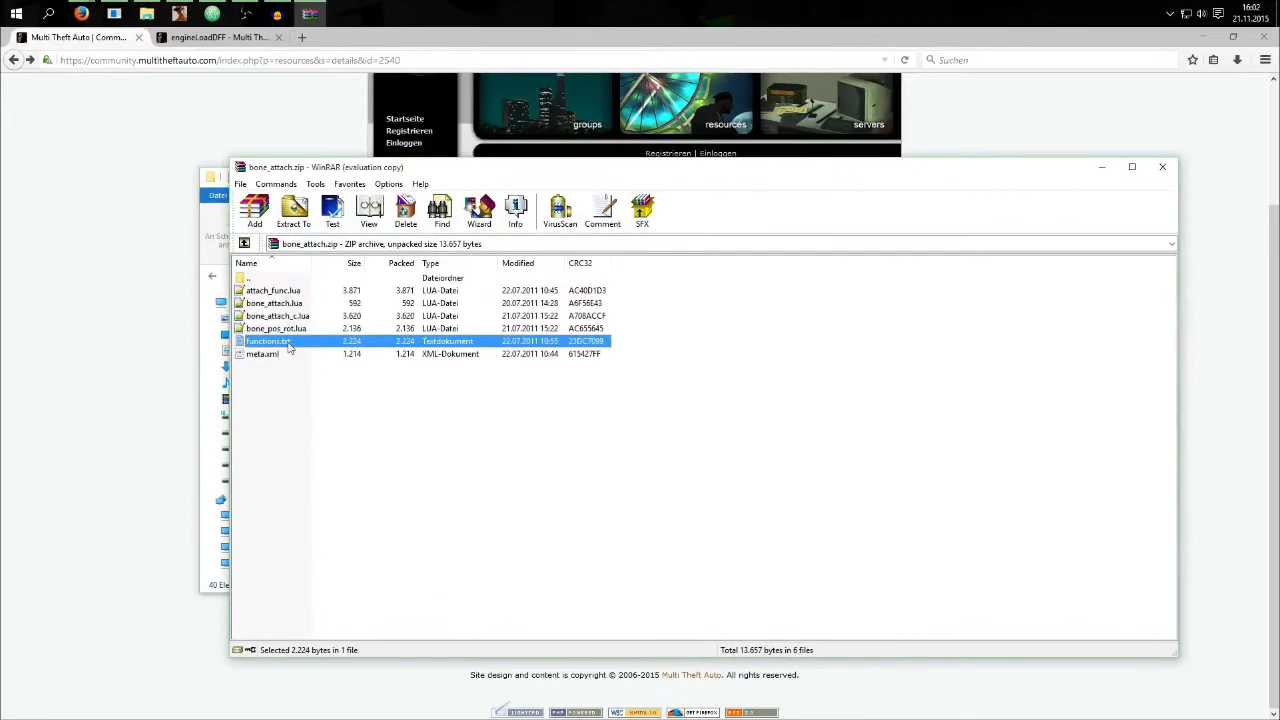 16:02
21.11.2015
Multi Theft Auto | Comm...
engineLoadDFF - Multi Th...
https://community.multitheftauto.com/index.php?p=resources&s=details&id=2540
Suchen
Startseite
Registrieren
Einloggen
groups
resources
servers
Registrieren | Einloggen
bone_attach.zip - WinRAR (evaluation copy)
Datei
File Commands Tools Favorites Options Help
Add Extract To Test View Delete Find Wizard Info VirusScan Comment SFX
bone_attach.zip - ZIP archive, unpacked size 13.657 bytes
Name Size Packed Type Modified CRC32
.. Dateiordner
attach_func.lua 3.871 3.871 LUA-Datei 22.07.2011 10:45 AC40D1D3
bone_attach.lua 592 592 LUA-Datei 20.07.2011 14:28 A6F56E43
bone_attach_c.lua 3.620 3.620 LUA-Datei 21.07.2011 15:22 A708ACCF
bone_pos_rot.lua 2.136 2.136 LUA-Datei 21.07.2011 15:22 AC655645
functions.txt 2.224 2.224 Textdokument 22.07.2011 10:55 23DC7099
meta.xml 1.214 1.214 XML-Dokument 22.07.2011 10:44 615427FF
40 Ele
Selected 2.224 bytes in 1 file
Total 13.657 bytes in 6 files
Site design and content is copyright © 2006-2015 Multi Theft Auto. All rights reserved.